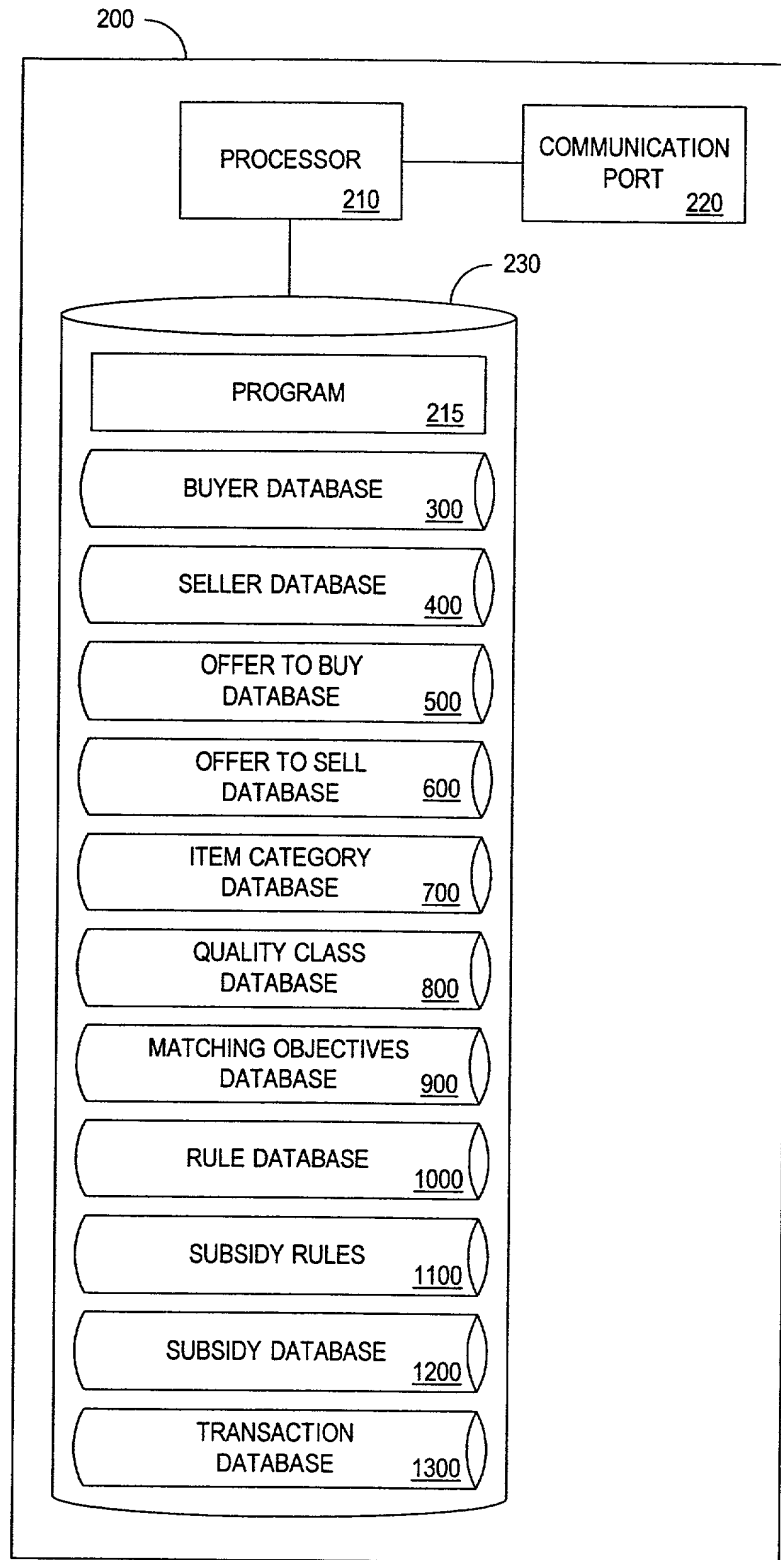 200
PROCESSOR
210
COMMUNICATION
PORT
220
230
PROGRAM
215
BUYER DATABASE
300
SELLER DATABASE
400
OFFER TO BUY
DATABASE
500
OFFER TO SELL
DATABASE
600
ITEM CATEGORY
DATABASE
700
QUALITY CLASS
DATABASE
800
MATCHING OBJECTIVES
DATABASE
900
RULE DATABASE
1000
SUBSIDY RULES
1100
SUBSIDY DATABASE
1200
TRANSACTION
DATABASE
1300